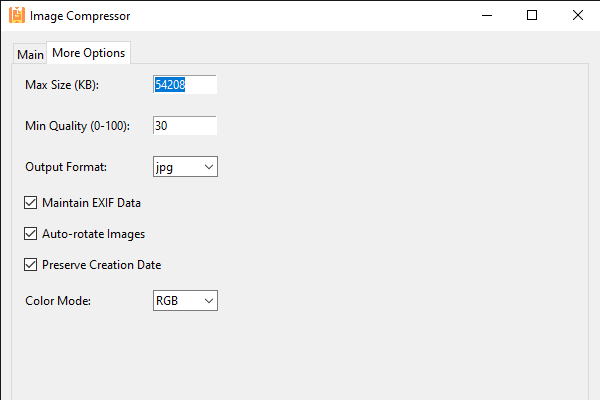 Image Compressor
Main
More Options
Max Size (KB):
54208
Min Quality (0-100):
30
Output Format:
jpg
Maintain EXIF Data
Auto-rotate Images
Preserve Creation Date
Color Mode:
RGB